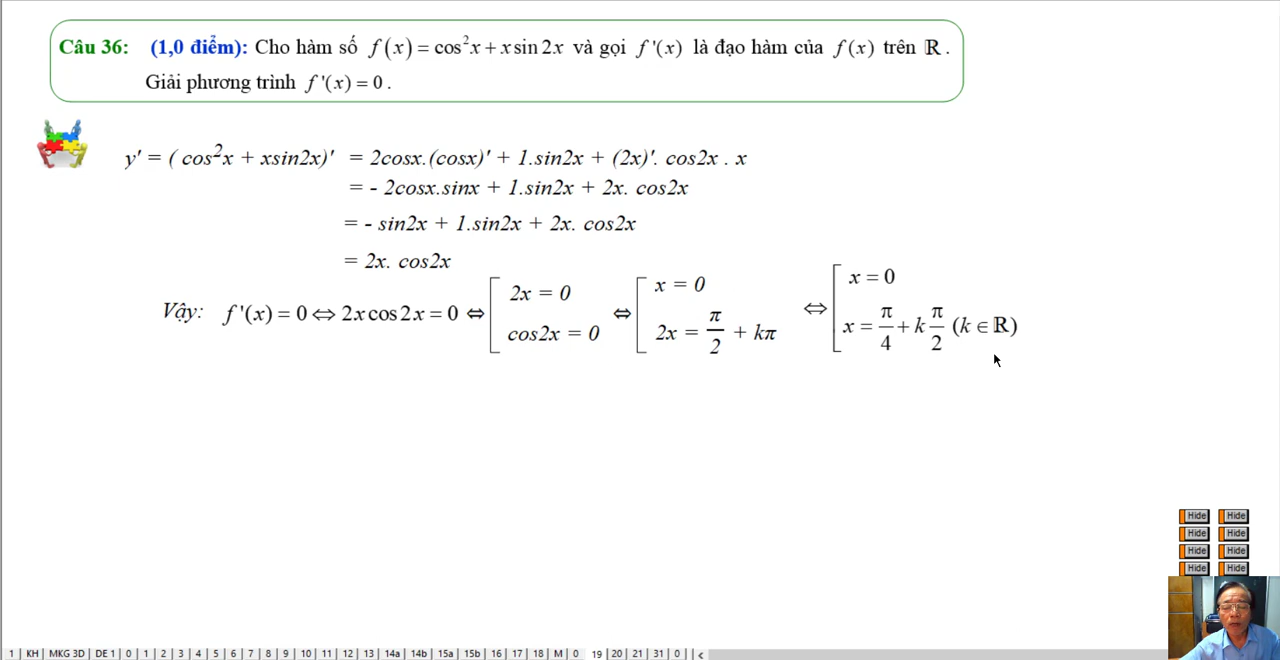 Câu 36: (1,0 điểm): Cho hàm số f(x) = cos²x + x sin 2x và gọi f '(x) là đạo hàm của f(x) trên ℝ.
Giải phương trình f '(x) = 0.
y' = ( cos²x + xsin2x)' = 2cosx.(cosx)' + 1.sin2x + (2x)'. cos2x . x
= - 2cosx.sinx + 1.sin2x + 2x. cos2x
= - sin2x + 1.sin2x + 2x. cos2x
= 2x. cos2x
Vậy: f '(x) = 0 ⇔ 2x cos 2x = 0 ⇔ [ 2x = 0 ; cos2x = 0 ⇔ [ x = 0 ; 2x = π/2 + kπ ⇔ [ x = 0 ; x = π/4 + k π/2 (k ∈ ℝ)
Hide Hide
Hide Hide
Hide Hide
Hide Hide
1 | KH | MKG 3D | DE 1 | 0 | 1 | 2 | 3 | 4 | 5 | 6 | 7 | 8 | 9 | 10 | 11 | 12 | 13 | 14a | 14b | 15a | 15b | 16 | 17 | 18 | M | 0 19 | 20 | 21 | 31 | 0 | | <